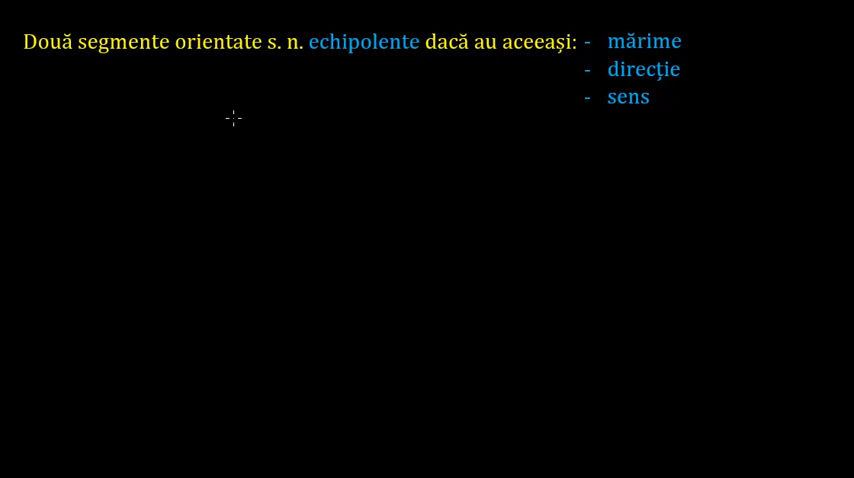 Două segmente orientate s. n. echipolente dacă au aceeași: - mărime
- direcție
- sens